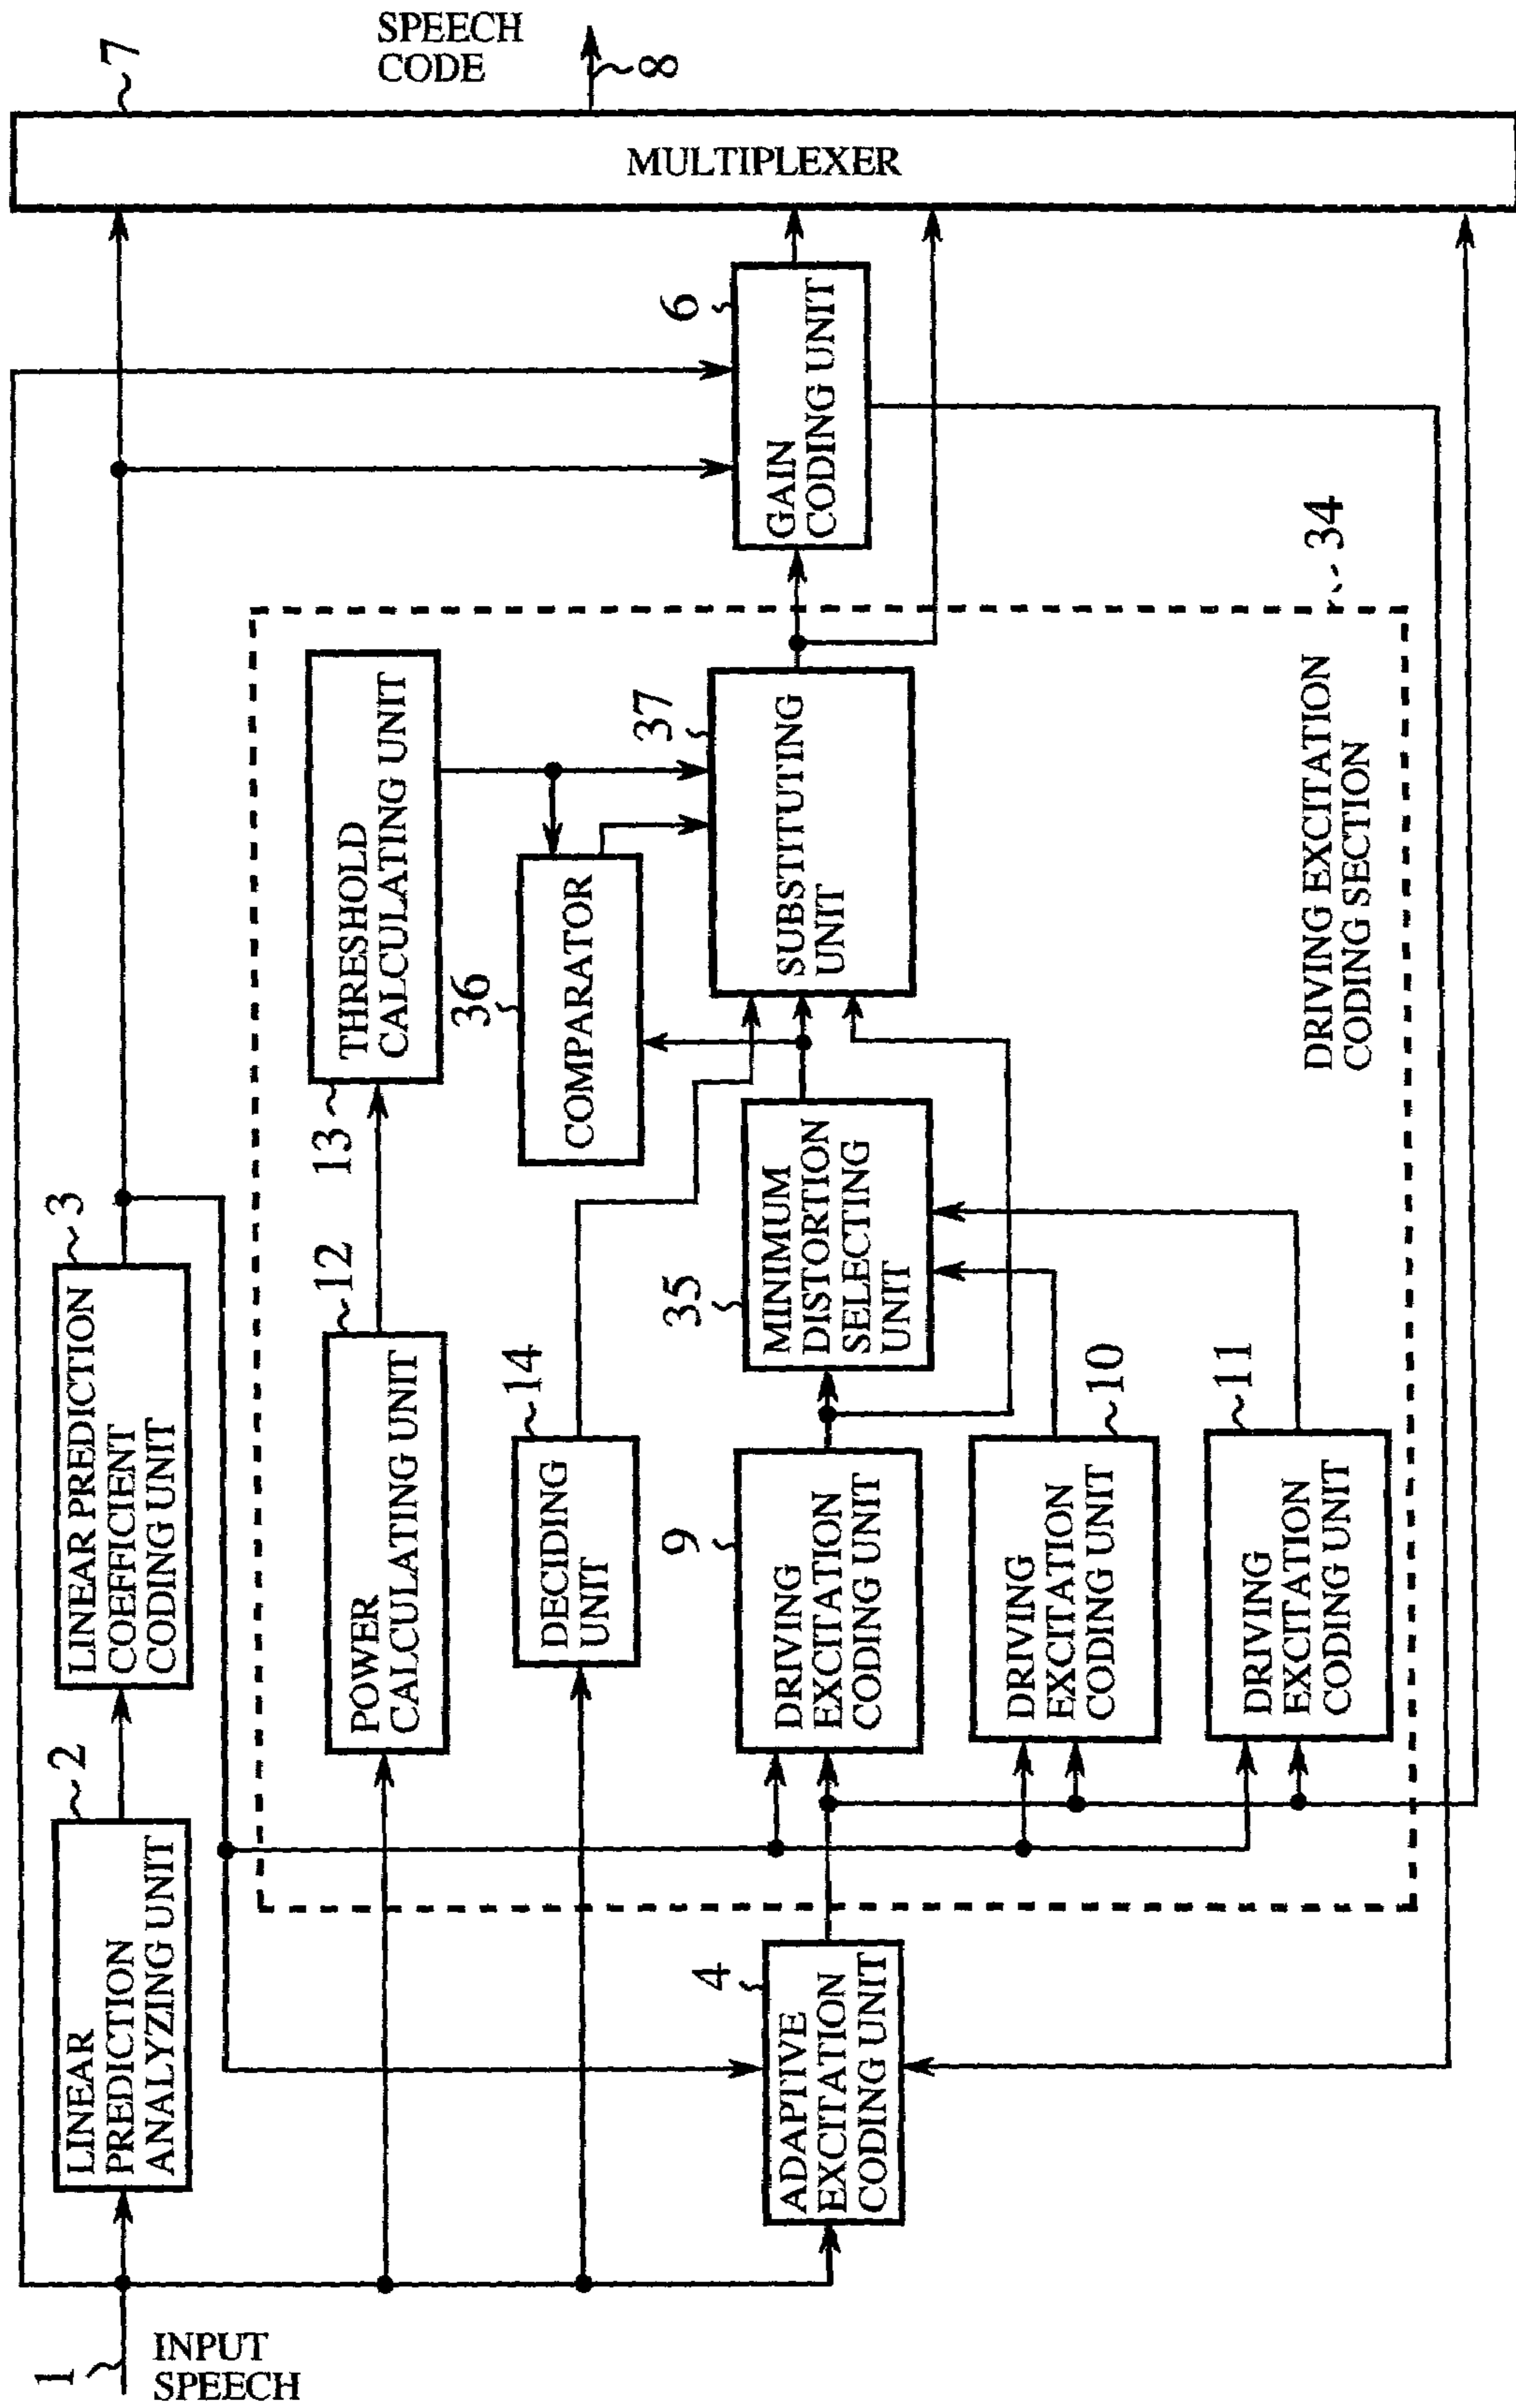 1
INPUT
SPEECH
LINEAR
PREDICTION
ANALYZING UNIT
2
LINEAR PREDICTION
COEFFICIENT
CODING UNIT
3
POWER
CALCULATING UNIT
12
THRESHOLD
CALCULATING UNIT
13
DECIDING
UNIT
14
COMPARATOR
36
ADAPTIVE
EXCITATION
CODING UNIT
4
DRIVING
EXCITATION
CODING UNIT
9
MINIMUM
DISTORTION
SELECTING
UNIT
35
SUBSTITUTING
UNIT
37
GAIN
CODING UNIT
6
DRIVING
EXCITATION
CODING UNIT
10
DRIVING
EXCITATION
CODING UNIT
11
DRIVING EXCITATION
CODING SECTION
34
MULTIPLEXER
7
SPEECH
CODE
8